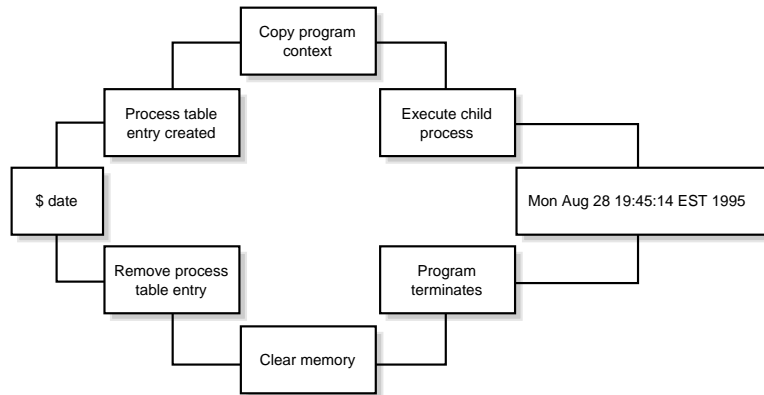 Copy program
context
Process table
entry created
Execute child
process
$ date
Mon Aug 28 19:45:14 EST 1995
Remove process
table entry
Program
terminates
Clear memory